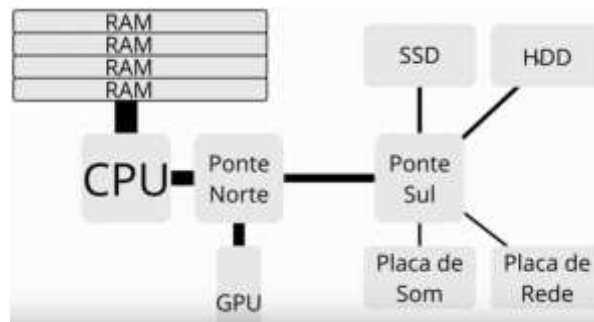 RAM
RAM
RAM
RAM
SSD
HDD
CPU
Ponte
Norte
Ponte
Sul
GPU
Placa de
Som
Placa de
Rede